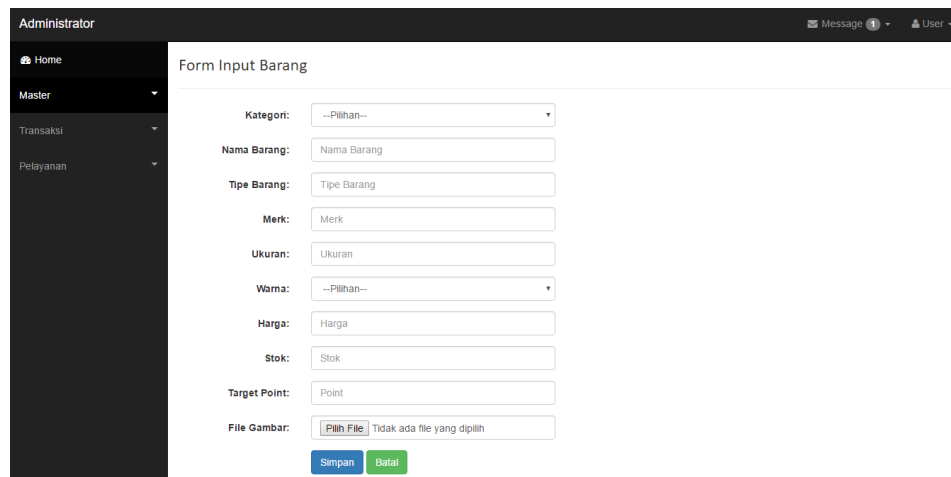 Administrator Message 1 User
Home
Master
Transaksi
Pelayanan
Form Input Barang
Kategori: --Pilihan--
Nama Barang: Nama Barang
Tipe Barang: Tipe Barang
Merk: Merk
Ukuran: Ukuran
Warna: --Pilihan--
Harga: Harga
Stok: Stok
Target Point: Point
File Gambar: Pilih File Tidak ada file yang dipilih
Simpan Batal